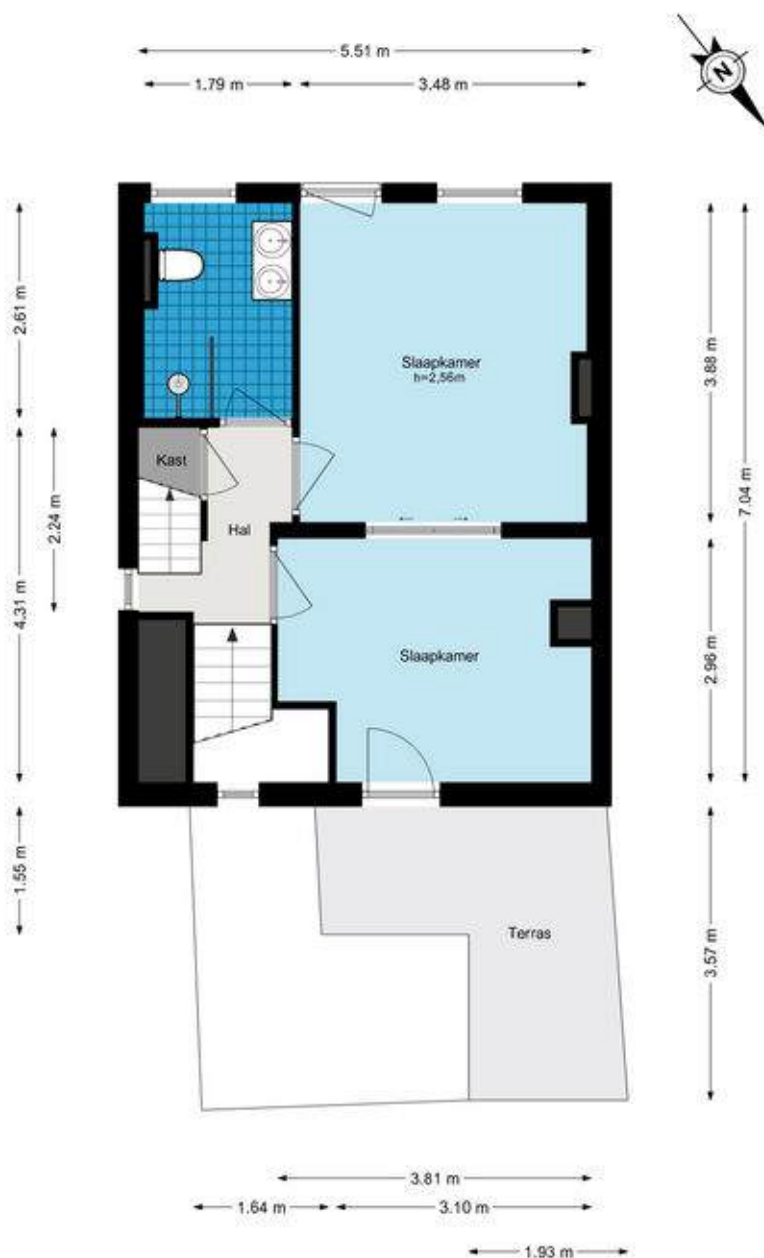 5.51 m
1.79 m
3.48 m
N
2.61 m
3.88 m
Slaapkamer
h=2,56m
7.04 m
Kast
2.24 m
Hal
4.31 m
Slaapkamer
2.96 m
1.55 m
Terras
3.57 m
3.81 m
1.64 m
3.10 m
1.93 m